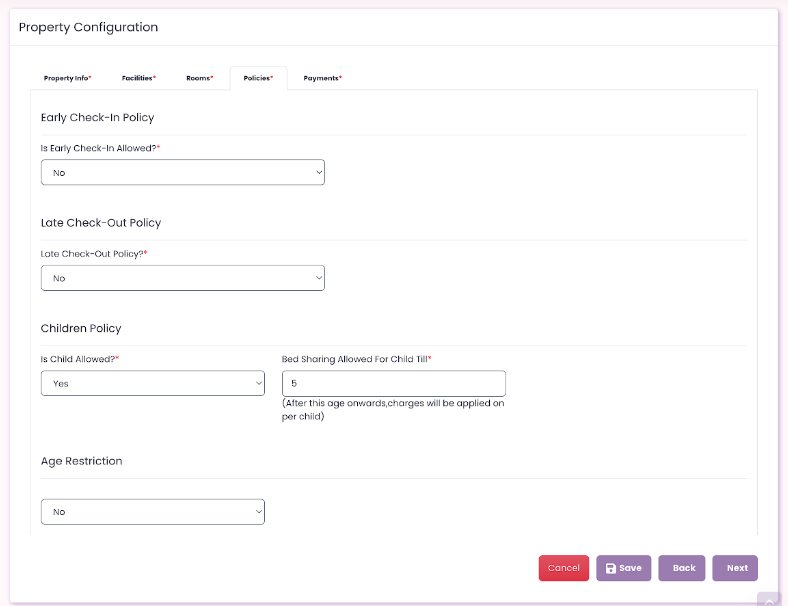 Property Configuration
Property Info* Facilities* Rooms* Policies* Payments*
Early Check-In Policy
Is Early Check-In Allowed?*
No
Late Check-Out Policy
Late Check-Out Policy?*
No
Children Policy
Is Child Allowed?* Bed Sharing Allowed For Child Till*
Yes 5
(After this age onwards,charges will be applied on
per child)
Age Restriction
No
Cancel Save Back Next